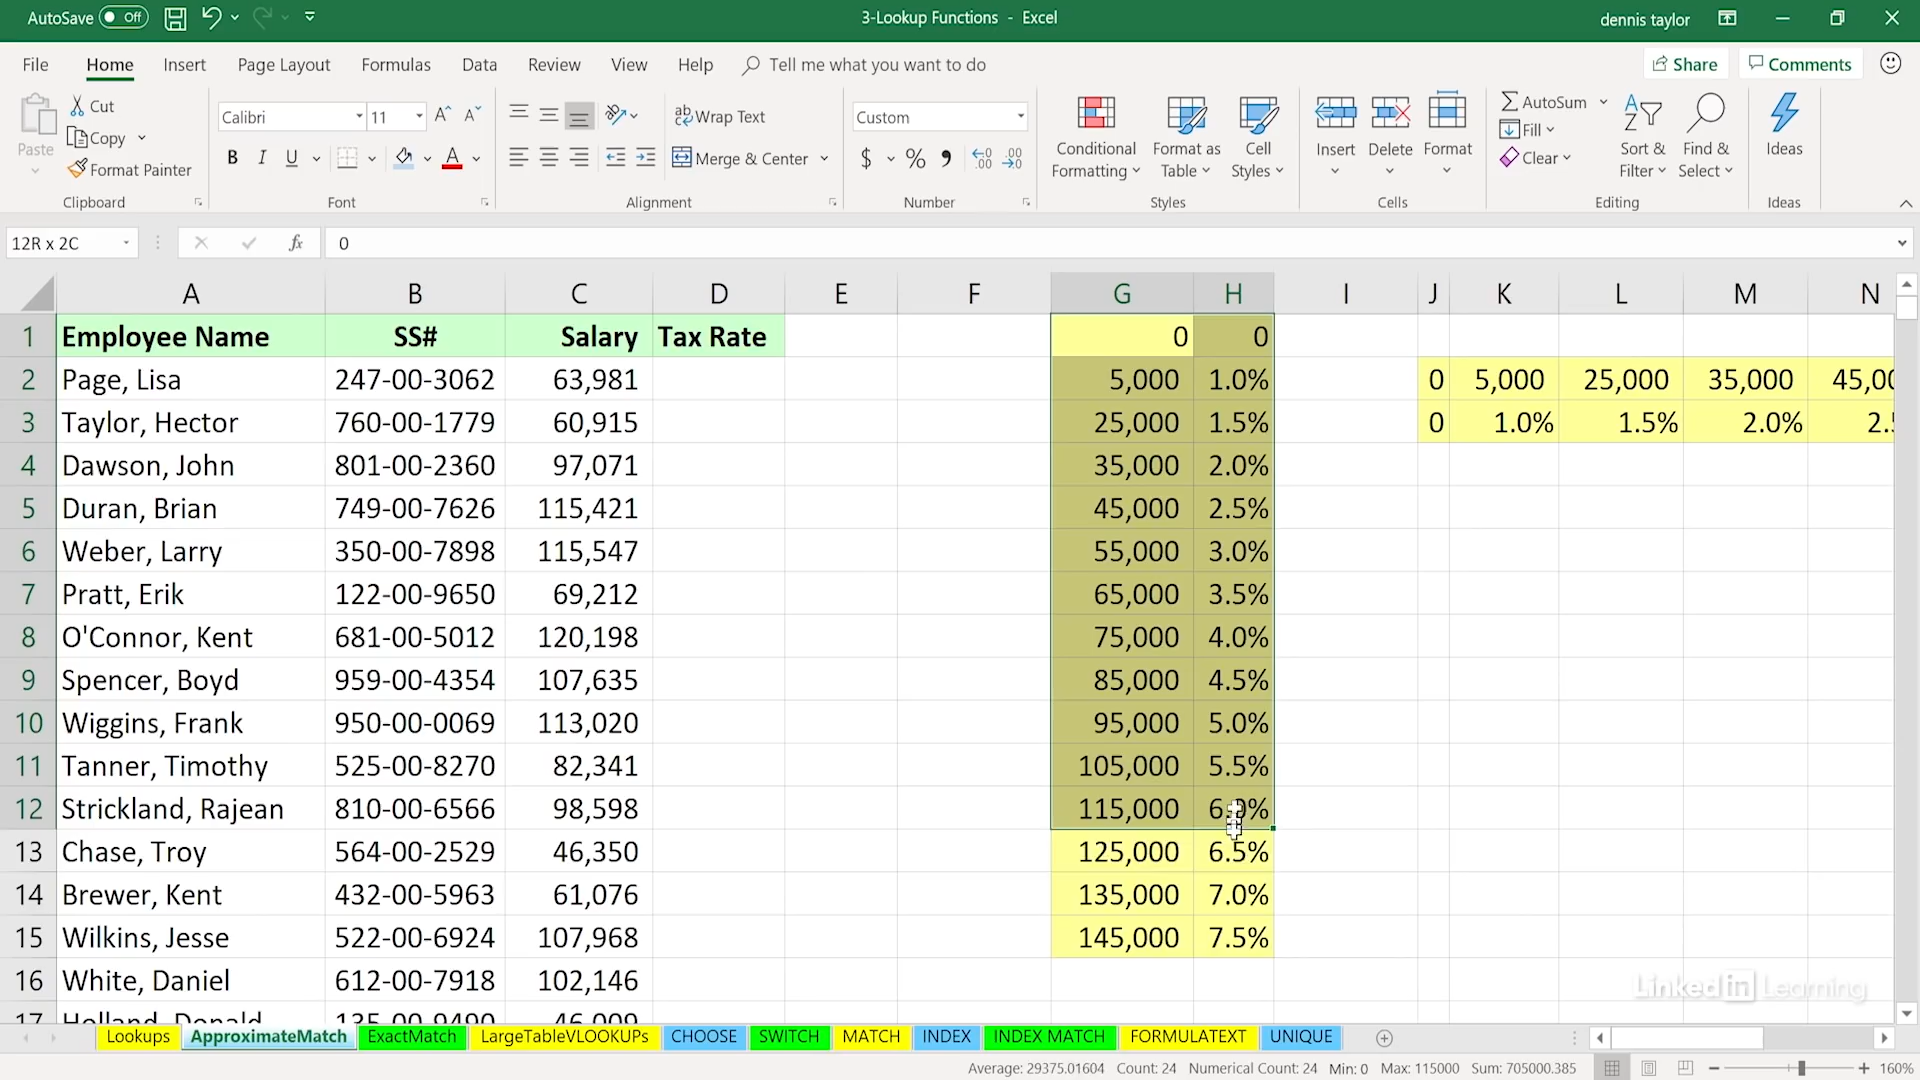 AutoSave Off
3-Lookup Functions - Excel
dennis taylor
File Home Insert Page Layout Formulas Data Review View Help Tell me what you want to do
Share Comments
Paste
Cut
Copy
Format Painter
Clipboard
Calibri 11
B I U
Font
Wrap Text
Merge & Center
Alignment
Custom
$ % ,
Number
Conditional Formatting
Format as Table
Cell Styles
Styles
Insert Delete Format
Cells
AutoSum
Fill
Clear
Sort & Filter
Find & Select
Editing
Ideas
Ideas
12R x 2C fx 0
A B C D E F G H I J K L M N
1 Employee Name SS# Salary Tax Rate 0 0
2 Page, Lisa 247-00-3062 63,981 5,000 1.0% 0 5,000 25,000 35,000
3 Taylor, Hector 760-00-1779 60,915 25,000 1.5% 0 1.0% 1.5% 2.0%
4 Dawson, John 801-00-2360 97,071 35,000 2.0%
5 Duran, Brian 749-00-7626 115,421 45,000 2.5%
6 Weber, Larry 350-00-7898 115,547 55,000 3.0%
7 Pratt, Erik 122-00-9650 69,212 65,000 3.5%
8 O'Connor, Kent 681-00-5012 120,198 75,000 4.0%
9 Spencer, Boyd 959-00-4354 107,635 85,000 4.5%
10 Wiggins, Frank 950-00-0069 113,020 95,000 5.0%
11 Tanner, Timothy 525-00-8270 82,341 105,000 5.5%
12 Strickland, Rajean 810-00-6566 98,598 115,000 6.0%
13 Chase, Troy 564-00-2529 46,350 125,000 6.5%
14 Brewer, Kent 432-00-5963 61,076 135,000 7.0%
15 Wilkins, Jesse 522-00-6924 107,968 145,000 7.5%
16 White, Daniel 612-00-7918 102,146
17 Holland, Donald
LinkedIn Learning
Lookups ApproximateMatch ExactMatch LargeTableVLOOKUPs CHOOSE SWITCH MATCH INDEX INDEX MATCH FORMULATEXT UNIQUE
Average: 29375.01604 Count: 24 Numerical Count: 24 Min: 0 Max: 115000 Sum: 705000.385 160%